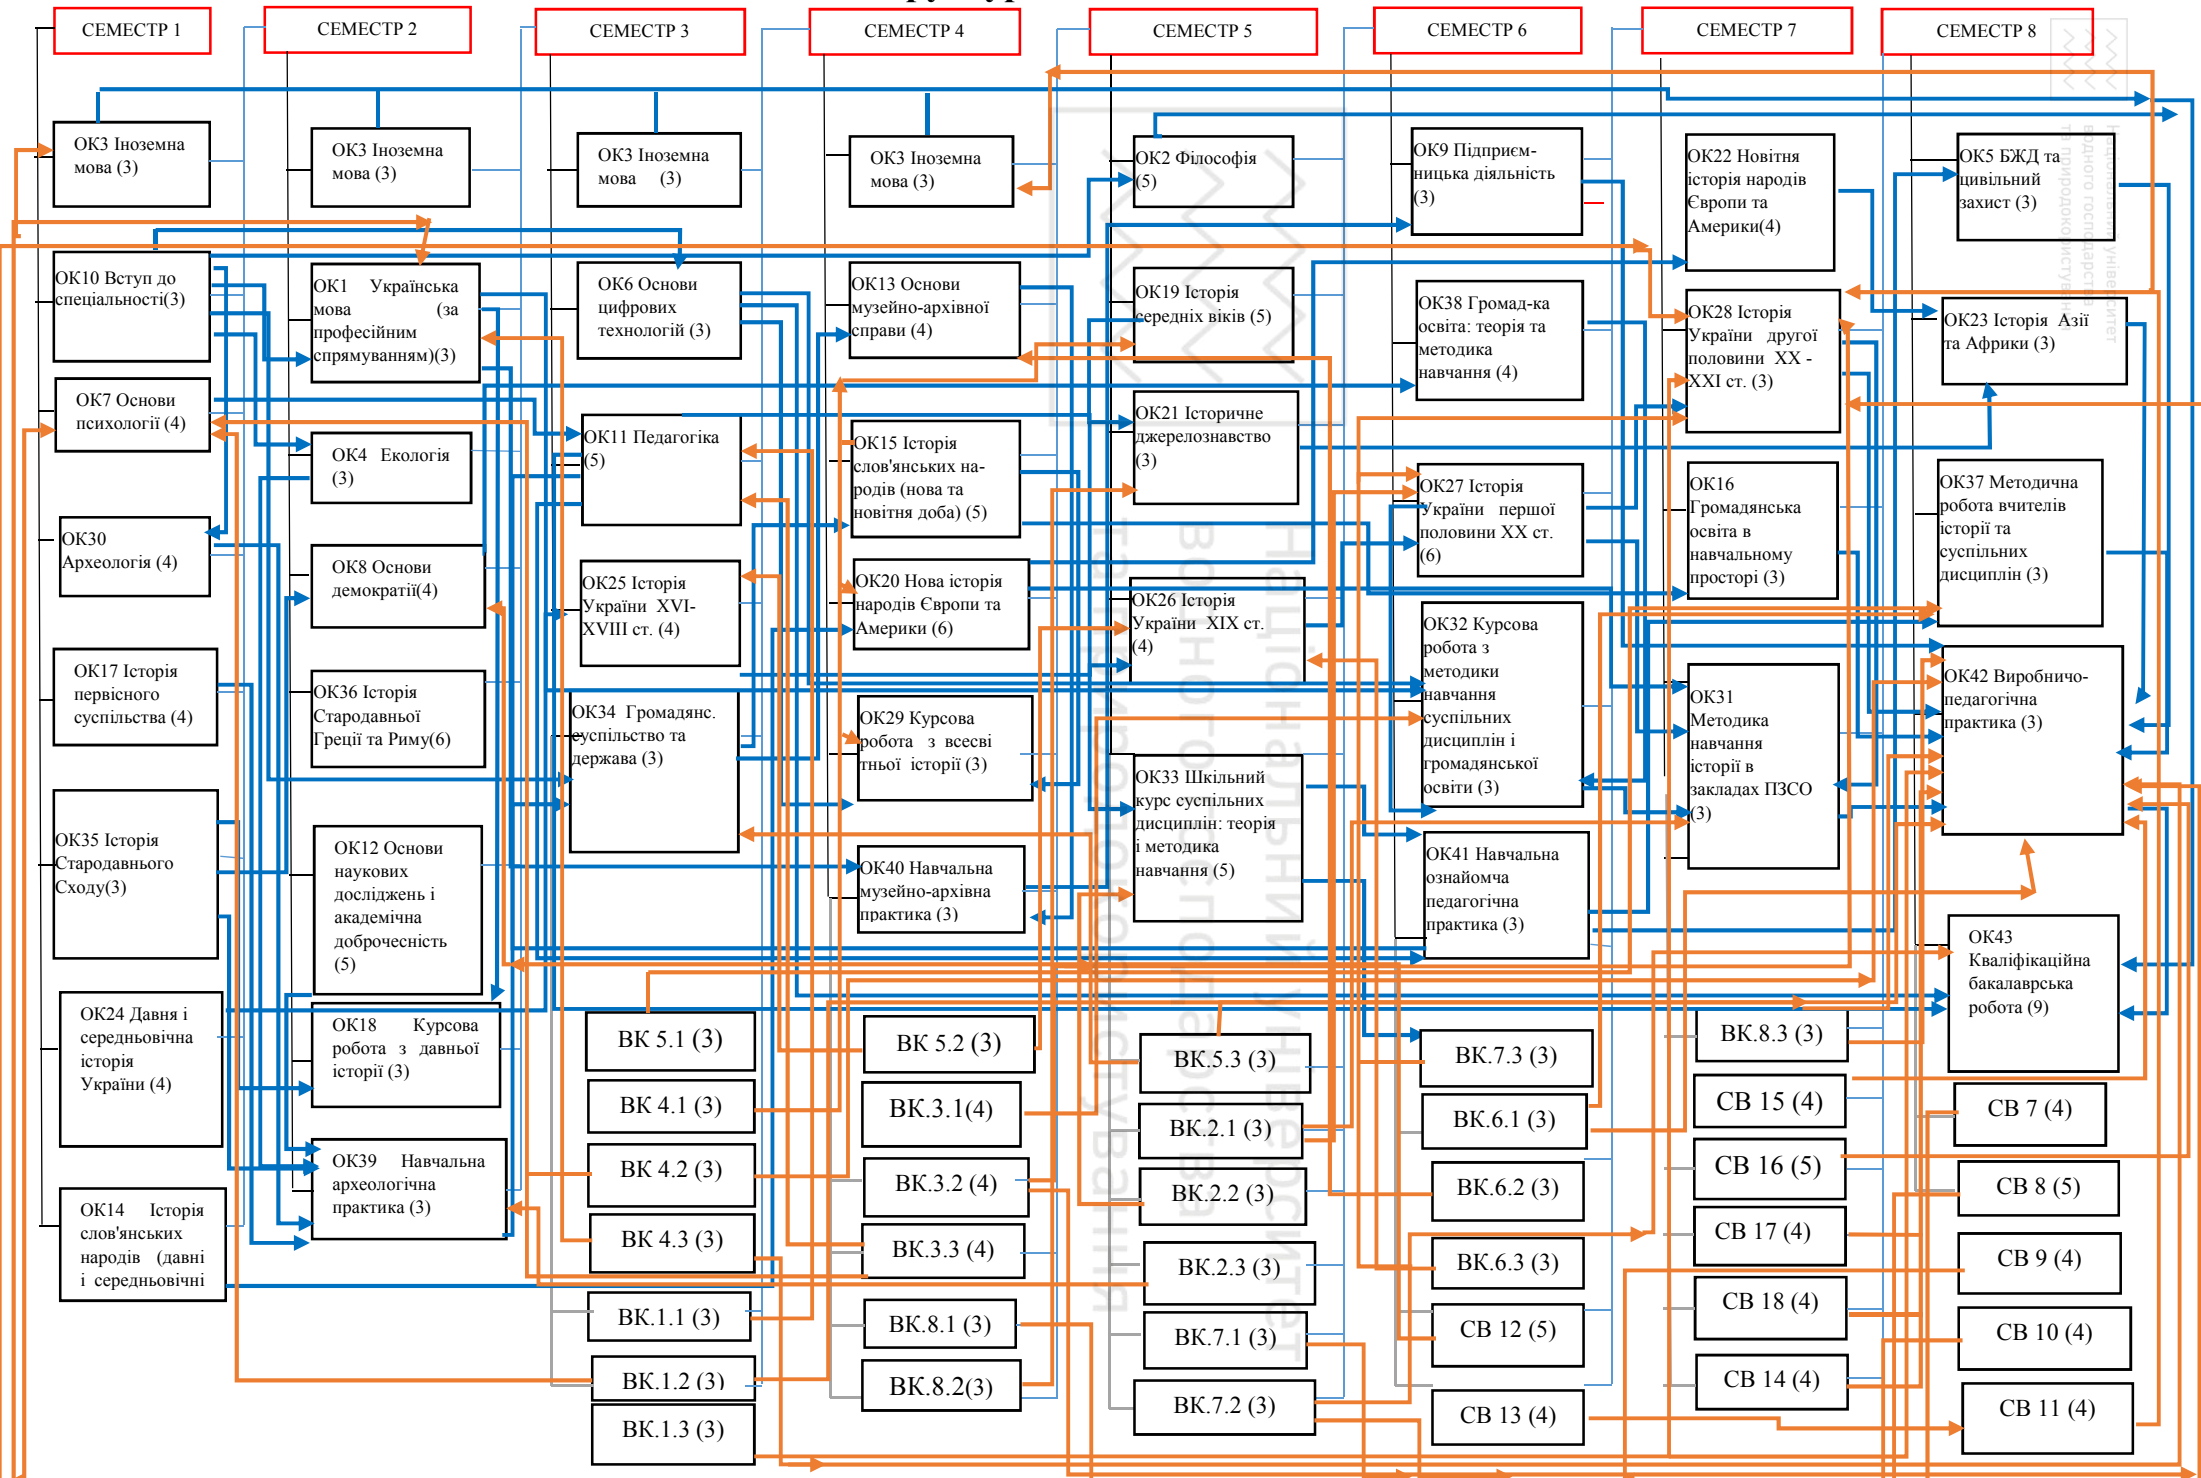 СЕМЕСТР 1
СЕМЕСТР 2
СЕМЕСТР 3
СЕМЕСТР 4
СЕМЕСТР 5
СЕМЕСТР 6
СЕМЕСТР 7
СЕМЕСТР 8
ОК3 Іноземна
мова (3)
ОК10 Вступ до
спеціальності(3)
ОК7 Основи
психології (4)
ОК30
Археологія (4)
ОК17 Історія
первісного
суспільства (4)
ОК35 Історія
Стародавнього
Сходу(3)
ОК24 Давня і
середньовічна
історія
України (4)
ОК14 Історія
слов'янських
народів (давні
і середньовічні
ОК3 Іноземна
мова (3)
ОК1 Українська
мова (за
професійним
спрямуванням)(3)
ОК4 Екологія
(3)
ОК8 Основи
демократії(4)
ОК36 Історія
Стародавньої
Греції та Риму(6)
ОК12 Основи
наукових
досліджень і
академічна
доброчесність
(5)
ОК18 Курсова
робота з давньої
історії (3)
ОК39 Навчальна
археологічна
практика (3)
ОК3 Іноземна
мова (3)
ОК6 Основи
цифрових
технологій (3)
ОК11 Педагогіка
(5)
ОК25 Історія
України XVI-
XVIII ст. (4)
ОК34 Громадянс.
суспільство та
держава (3)
ВК 5.1 (3)
ВК 4.1 (3)
ВК 4.2 (3)
ВК 4.3 (3)
ВК.1.1 (3)
ВК.1.2 (3)
ВК.1.3 (3)
ОК3 Іноземна
мова (3)
ОК13 Основи
музейно-архівної
справи (4)
ОК15 Історія
слов'янських на-
родів (нова та
новітня доба) (5)
ОК20 Нова історія
народів Європи та
Америки (6)
ОК29 Курсова
робота з всесві
тньої історії (3)
ОК40 Навчальна
музейно-архівна
практика (3)
ВК 5.2 (3)
ВК.3.1(4)
ВК.3.2 (4)
ВК.3.3 (4)
ВК.8.1 (3)
ВК.8.2(3)
ОК2 Філософія
(5)
ОК19 Історія
середніх віків (5)
ОК21 Історичне
джерелознавство
(3)
ОК26 Історія
України XIX ст.
(4)
ОК33 Шкільний
курс суспільних
дисциплін: теорія
і методика
навчання (5)
ВК.5.3 (3)
ВК.2.1 (3)
ВК.2.2 (3)
ВК.2.3 (3)
ВК.7.1 (3)
ВК.7.2 (3)
ОК9 Підприєм-
ницька діяльність
(3)
ОК38 Громад-ка
освіта: теорія та
методика
навчання (4)
ОК27 Історія
України першої
половини XX ст.
(6)
ОК32 Курсова
робота з
методики
навчання
суспільних
дисциплін і
громадянської
освіти (3)
ОК41 Навчальна
ознайомча
педагогічна
практика (3)
ВК.7.3 (3)
ВК.6.1 (3)
ВК.6.2 (3)
ВК.6.3 (3)
СВ 12 (5)
СВ 13 (4)
ОК22 Новітня
історія народів
Європи та
Америки(4)
ОК28 Історія
України другої
половини XX -
XXI ст. (3)
ОК16
Громадянська
освіта в
навчальному
просторі (3)
ОК31
Методика
навчання
історії в
закладах ПЗСО
(3)
ВК.8.3 (3)
СВ 15 (4)
СВ 16 (5)
СВ 17 (4)
СВ 18 (4)
СВ 14 (4)
ОК5 БЖД та
цивільний
захист (3)
ОК23 Історія Азії
та Африки (3)
ОК37 Методична
робота вчителів
історії та
суспільних
дисциплін (3)
ОК42 Виробничо-
педагогічна
практика (3)
ОК43
Кваліфікаційна
бакалаврська
робота (9)
СВ 7 (4)
СВ 8 (5)
СВ 9 (4)
СВ 10 (4)
СВ 11 (4)
Національний університет
водного господарства
та природокористування
Національний університет
водного господарства
та природокористування